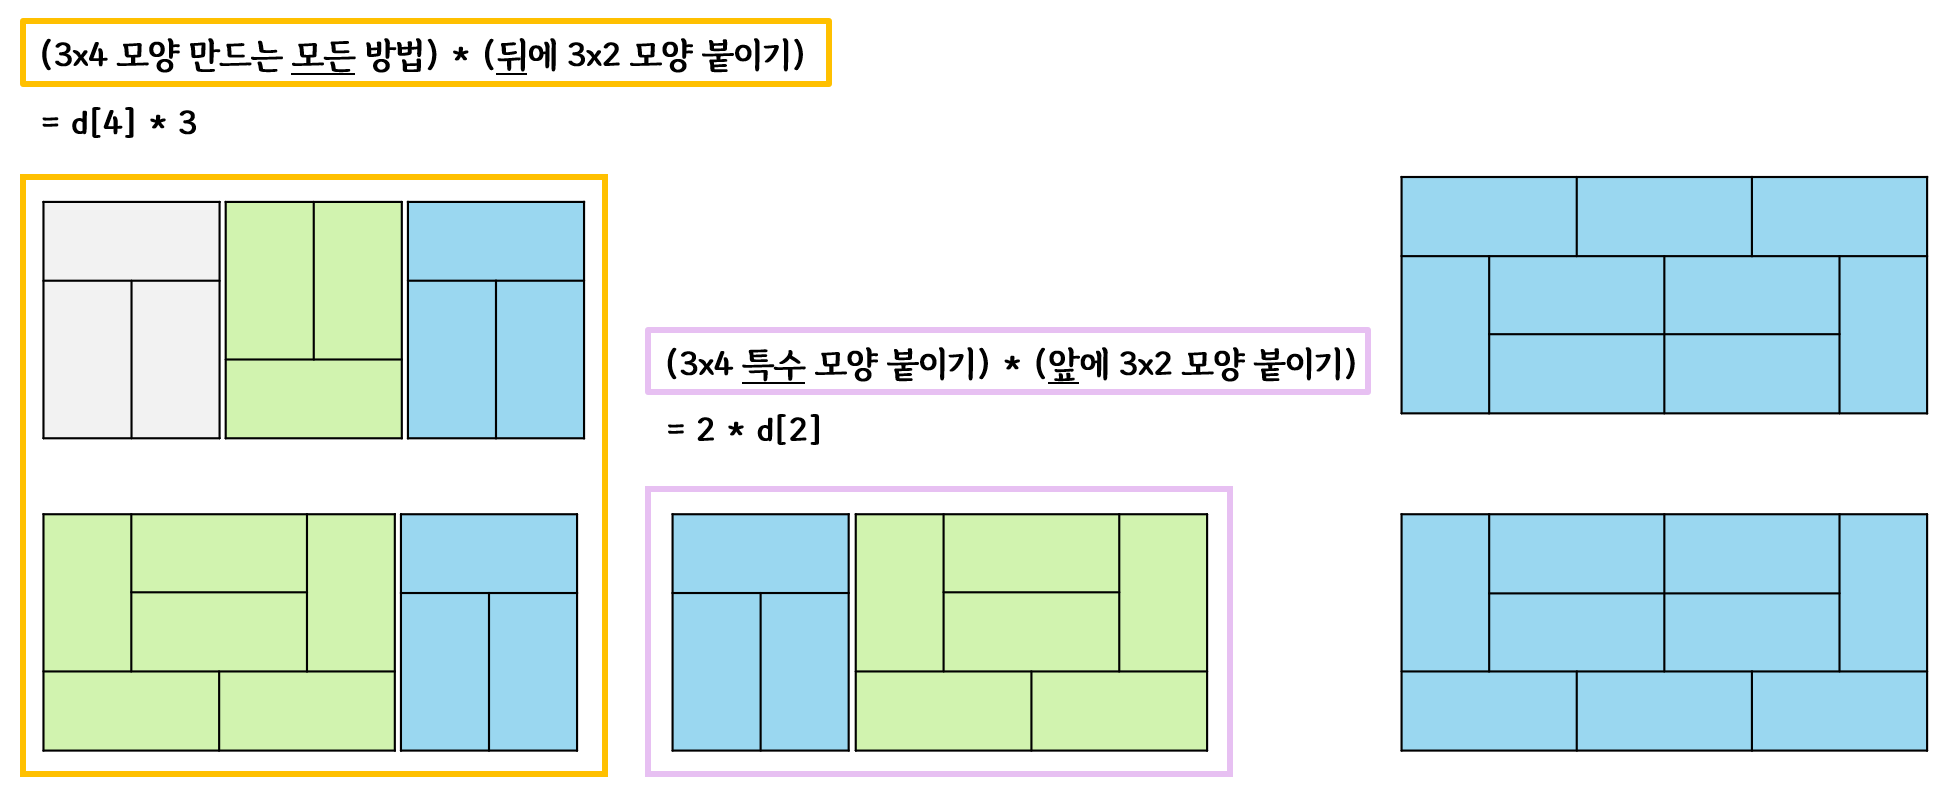 (3x4 모양 만드는 모든 방법) * (뒤에 3x2 모양 붙이기)
= d[4] * 3
(3x4 특수 모양 붙이기) * (앞에 3x2 모양 붙이기)
= 2 * d[2]